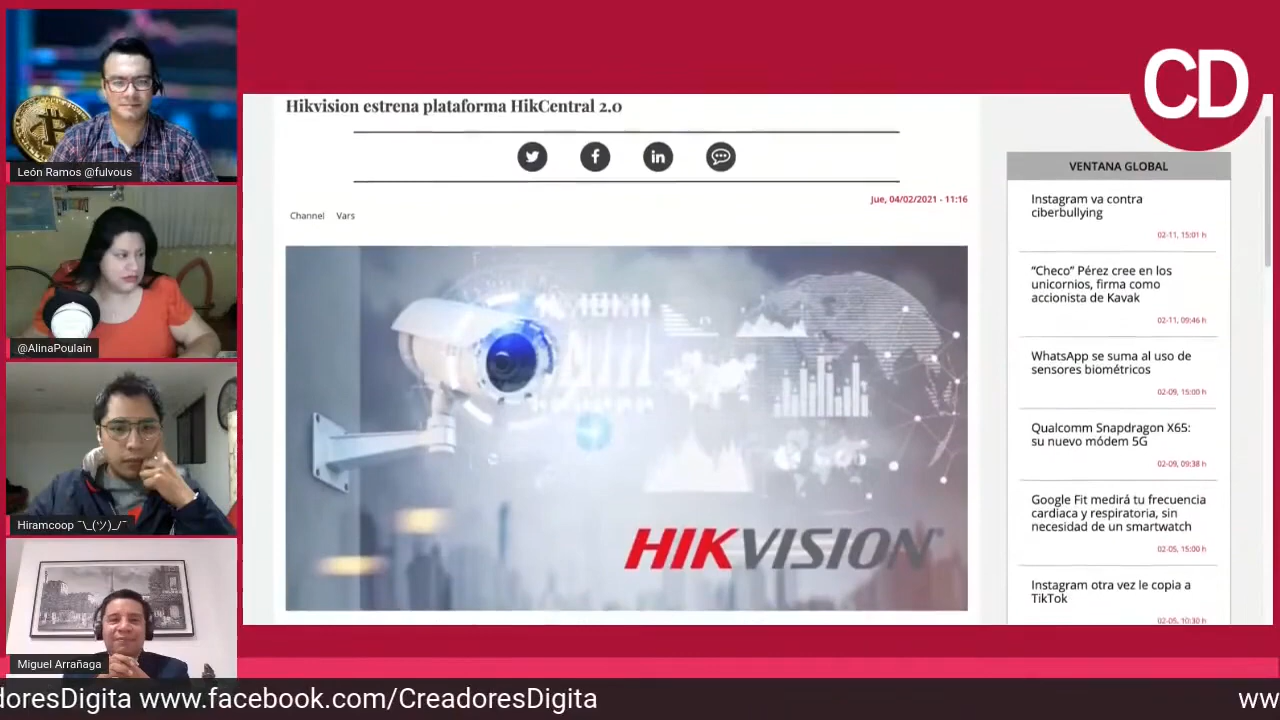 León Ramos @fulvous
@AlinaPoulain
Hiramcoop ¯\_(ツ)_/¯
Miguel Arrañaga
CD
Hikvision estrena plataforma HikCentral 2.0
Jue, 04/02/2021 - 11:16
Channel Vars
HIKVISION
VENTANA GLOBAL
Instagram va contra
ciberbullying
02-11, 15:01 h
“Checo” Pérez cree en los
unicornios, firma como
accionista de Kavak
02-11, 09:46 h
WhatsApp se suma al uso de
sensores biométricos
02-09, 15:00 h
Qualcomm Snapdragon X65:
su nuevo módem 5G
02-09, 09:38 h
Google Fit medirá tu frecuencia
cardiaca y respiratoria, sin
necesidad de un smartwatch
02-05, 15:00 h
Instagram otra vez le copia a
TikTok
02-05, 10:30 h
doresDigita www.facebook.com/CreadoresDigita ww